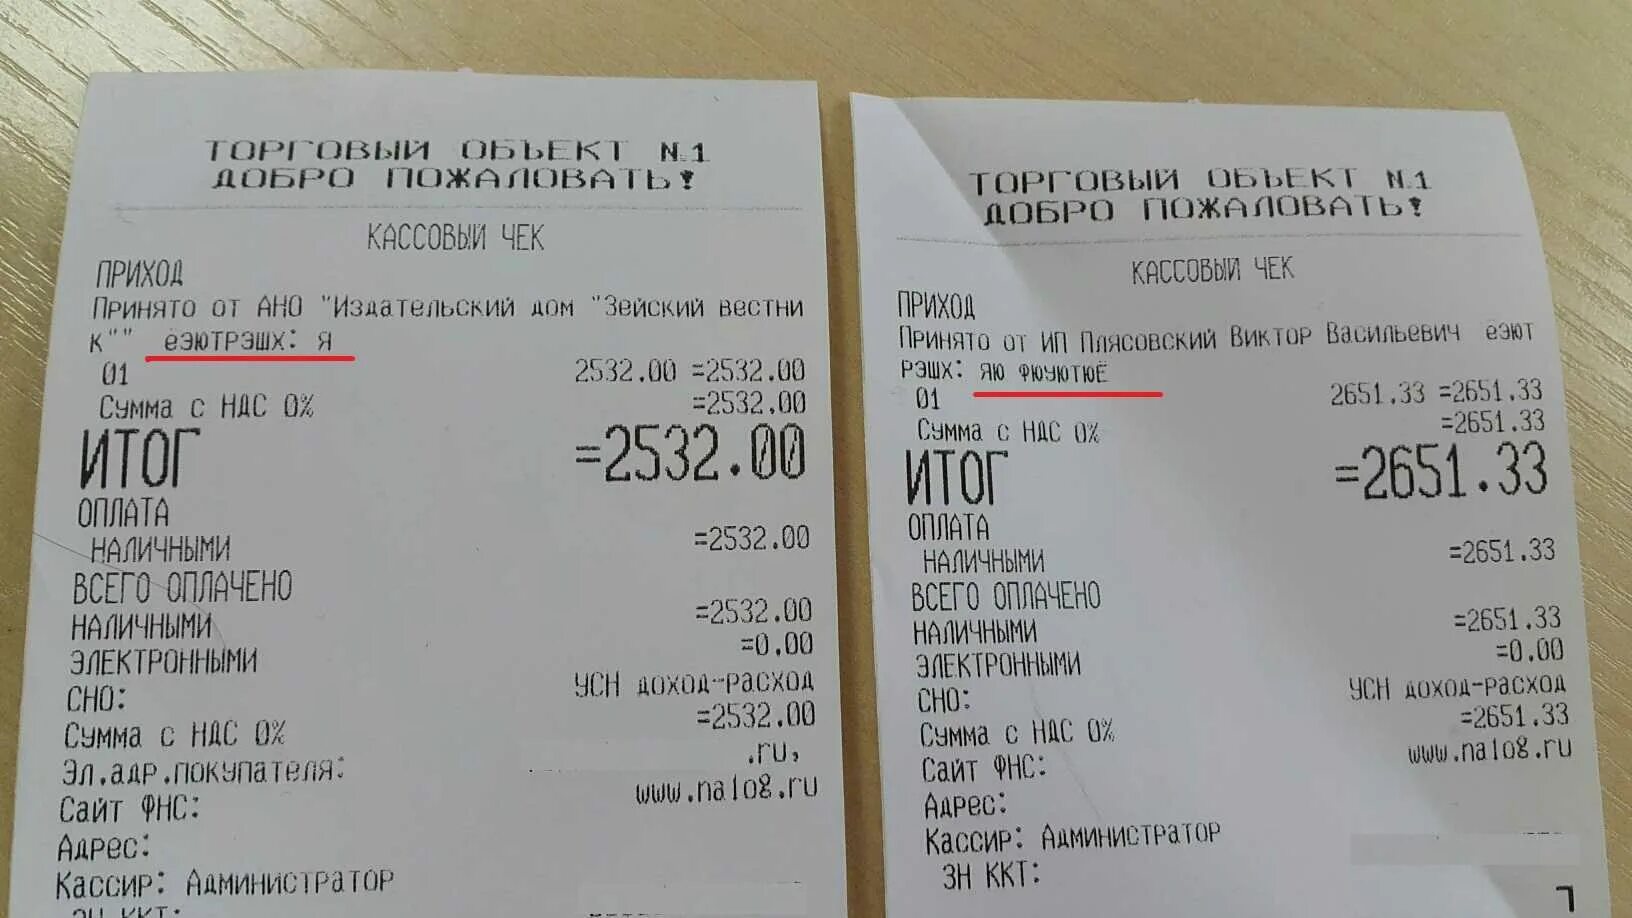 ТОРГОВЫЙ ОБЪЕКТ N.1
ДОБРО ПОЖАЛОВАТЬ!
КАССОВЫЙ ЧЕК
ПРИХОД
Принято от АНО "Издательский дом "Зейский вестни
к"" ёэютрэшх: я
01 2532.00 =2532.00
Сумма с НДС 0% =2532.00
ИТОГ =2532.00
ОПЛАТА
НАЛИЧНЫМИ =2532.00
ВСЕГО ОПЛАЧЕНО
НАЛИЧНЫМИ =2532.00
ЭЛЕКТРОННЫМИ =0.00
СНО: УСН доход-расход
Сумма с НДС 0% =2532.00
Эл.адр.покупателя: .ru,
Сайт ФНС: www.nalog.ru
Адрес:
Кассир: Администратор
ЗН ККТ:
ТОРГОВЫЙ ОБЪЕКТ N.1
ДОБРО ПОЖАЛОВАТЬ!
КАССОВЫЙ ЧЕК
ПРИХОД
Принято от ИП Плясовский Виктор Васильевич ёэют
рэшх: яю фюуютюё
01 2651.33 =2651.33
Сумма с НДС 0% =2651.33
ИТОГ =2651.33
ОПЛАТА
НАЛИЧНЫМИ =2651.33
ВСЕГО ОПЛАЧЕНО
НАЛИЧНЫМИ =2651.33
ЭЛЕКТРОННЫМИ =0.00
СНО: УСН доход-расход
Сумма с НДС 0% =2651.33
Сайт ФНС: www.nalog.ru
Адрес:
Кассир: Администратор
ЗН ККТ: